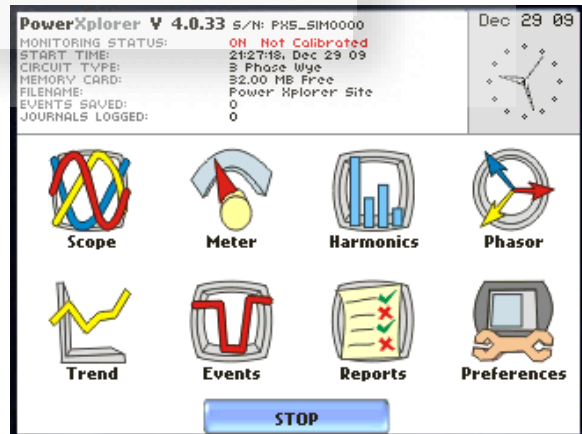 PowerXplorer V 4.0.33 S/N: PX5_SIM0000
Dec 29 09
MONITORING STATUS: ON Not Calibrated
START TIME: 21:27:18, Dec 29 09
CIRCUIT TYPE: 3 Phase Wye
MEMORY CARD: 32.00 MB Free
FILENAME: Power Xplorer Site
EVENTS SAVED: 0
JOURNALS LOGGED: 0
Scope Meter Harmonics Phasor
Trend Events Reports Preferences
STOP